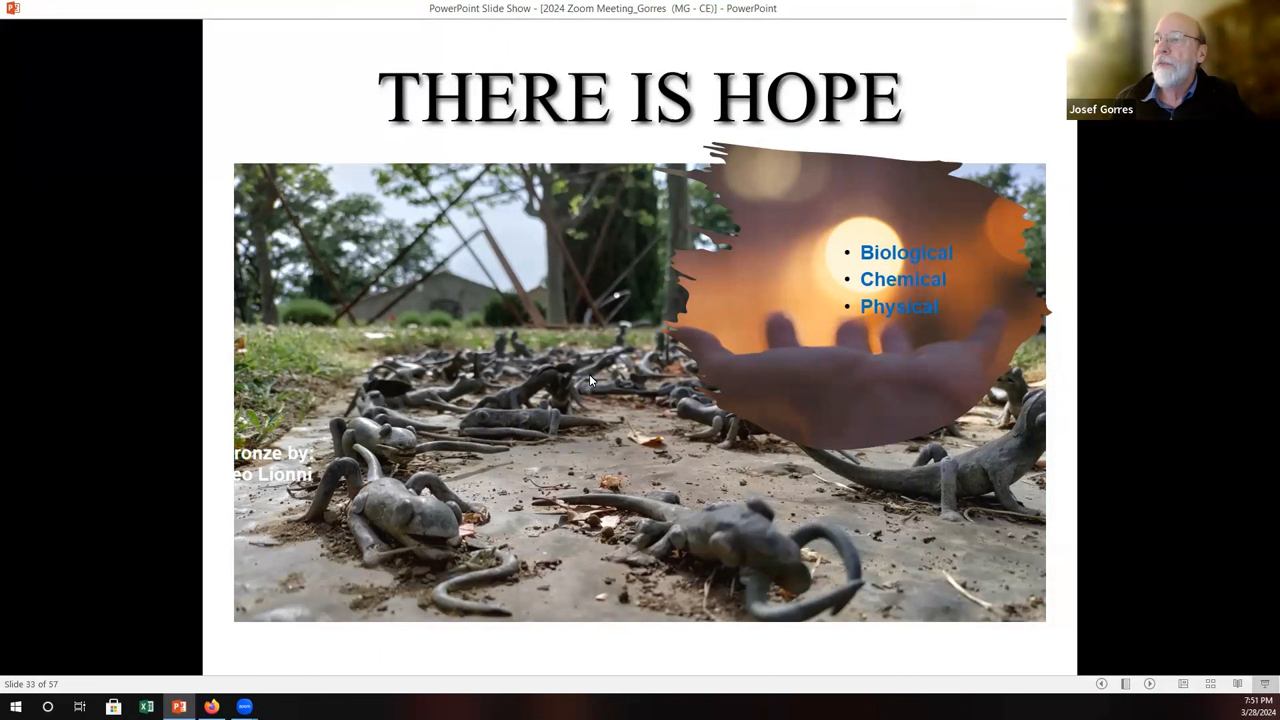 PowerPoint Slide Show - [2024 Zoom Meeting_Gorres (MG - CE)] - PowerPoint
THERE IS HOPE
Josef Gorres
• Biological
• Chemical
• Physical
ronze by:
eo Lionni
Slide 33 of 57
7:51 PM
3/28/2024